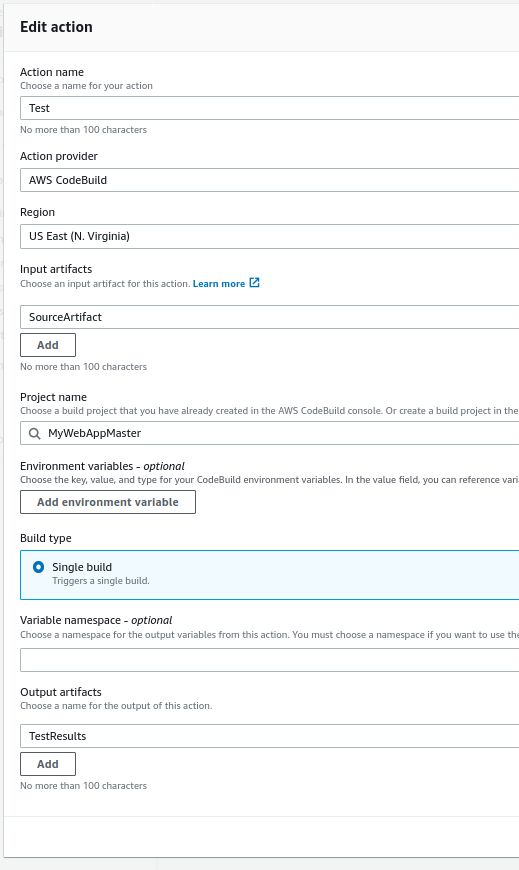 Edit action
Action name
Choose a name for your action
Test
No more than 100 characters
Action provider
AWS CodeBuild
Region
US East (N. Virginia)
Input artifacts
Choose an input artifact for this action. Learn more
SourceArtifact
Add
No more than 100 characters
Project name
Choose a build project that you have already created in the AWS CodeBuild console. Or create a build project in the
MyWebAppMaster
Environment variables - optional
Choose the key, value, and type for your CodeBuild environment variables. In the value field, you can reference vari
Add environment variable
Build type
Single build
Triggers a single build.
Variable namespace - optional
Choose a namespace for the output variables from this action. You must choose a namespace if you want to use the
Output artifacts
Choose a name for the output of this action.
TestResults
Add
No more than 100 characters